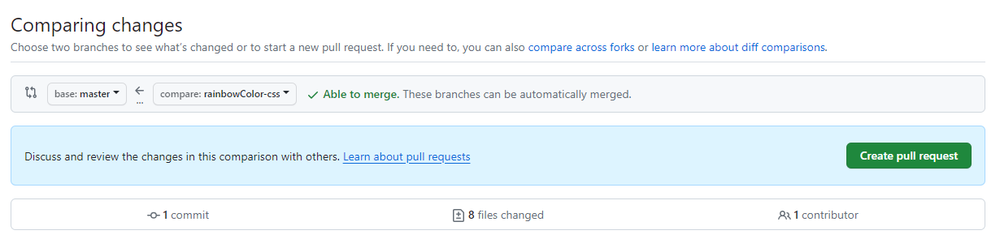 Comparing changes
Choose two branches to see what's changed or to start a new pull request. If you need to, you can also compare across forks or learn more about diff comparisons.
base: master ← ... compare: rainbowColor-css ✓ Able to merge. These branches can be automatically merged.
Discuss and review the changes in this comparison with others. Learn about pull requests Create pull request
1 commit 8 files changed 1 contributor